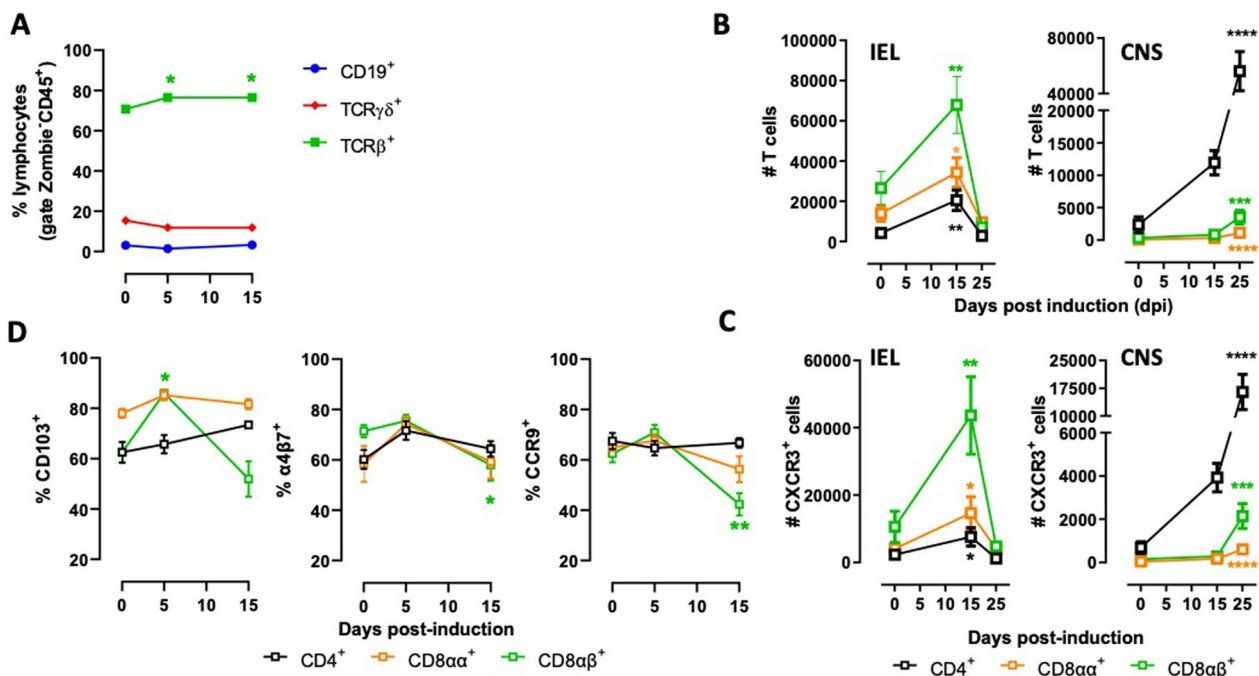 A
% lymphocytes
(gate Zombie⁻CD45⁺)
100
80
60
40
20
0
0 5 10 15
*
*
CD19⁺
TCRγδ⁺
TCRβ⁺
B
IEL
# T cells
100000
80000
60000
40000
20000
0
**
*
**
0 5 10 15 25
CNS
# T cells
80000
40000
20000
15000
10000
5000
0
****
***
****
0 5 10 15 25
Days post induction (dpi)
D
% CD103⁺
100
80
60
40
20
*
0 5 10 15
% α4β7⁺
100
80
60
40
20
*
0 5 10 15
% CCR9⁺
100
80
60
40
20
**
0 5 10 15
Days post-induction
CD4⁺
CD8αα⁺
CD8αβ⁺
C
IEL
# CXCR3⁺ cells
60000
40000
20000
0
**
*
*
0 5 10 15 25
CNS
# CXCR3⁺ cells
25000
17500
10000
6000
4000
2000
0
****
***
****
0 5 10 15 25
Days post-induction
CD4⁺
CD8αα⁺
CD8αβ⁺